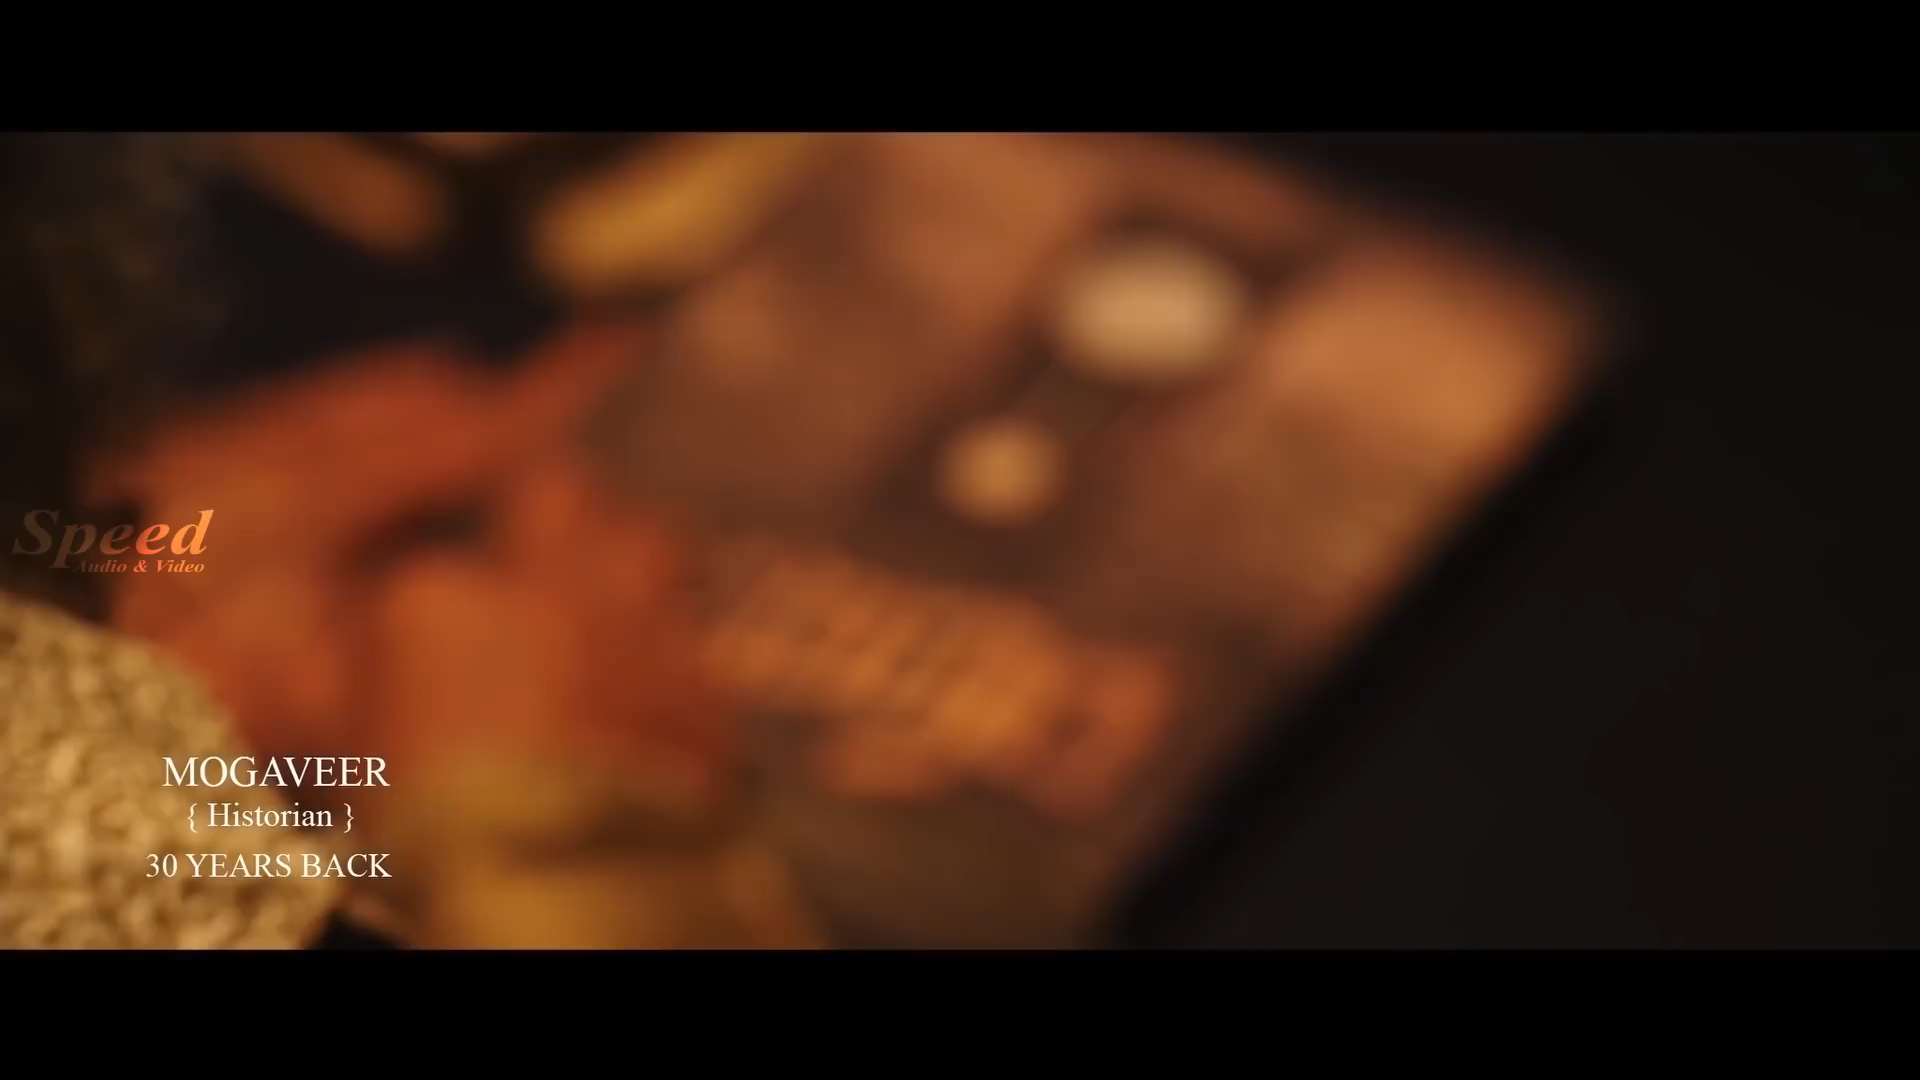 Speed
Audio & Video
MOGAVEER
{ Historian }
30 YEARS BACK